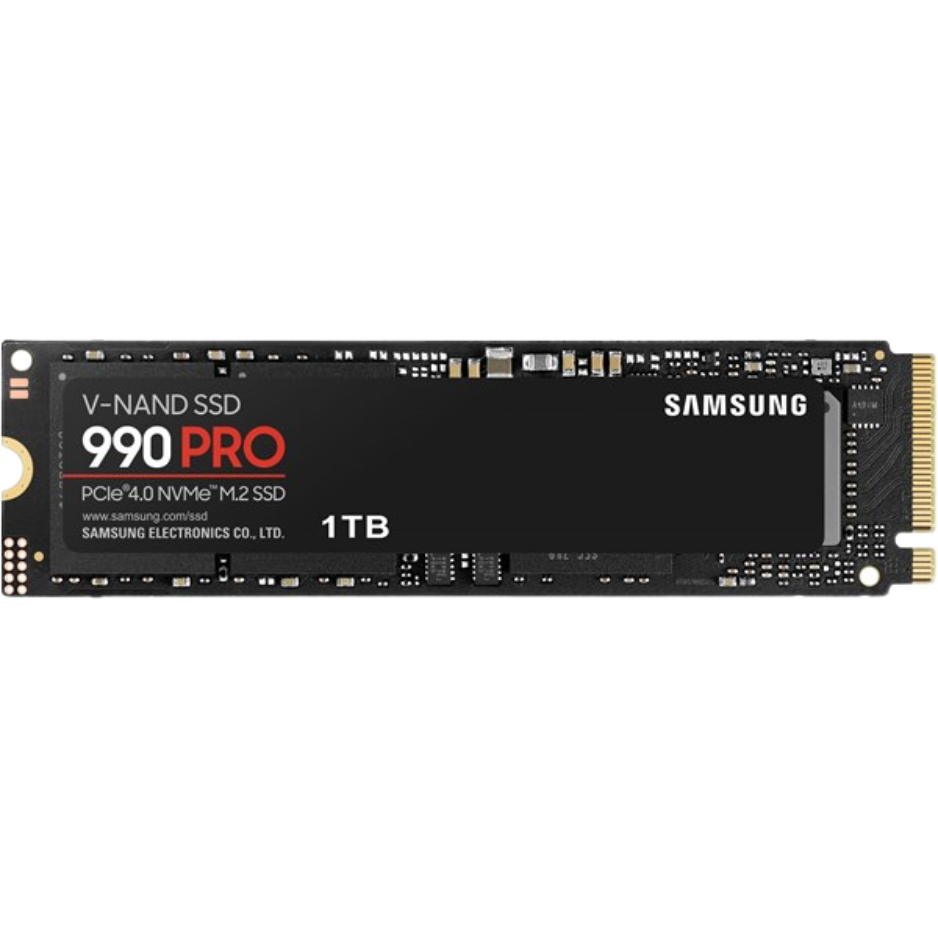 V-NAND SSD
SAMSUNG
990 PRO
PCIe®4.0 NVMe™ M.2 SSD
www.samsung.com/ssd
SAMSUNG ELECTRONICS CO., LTD.
1TB